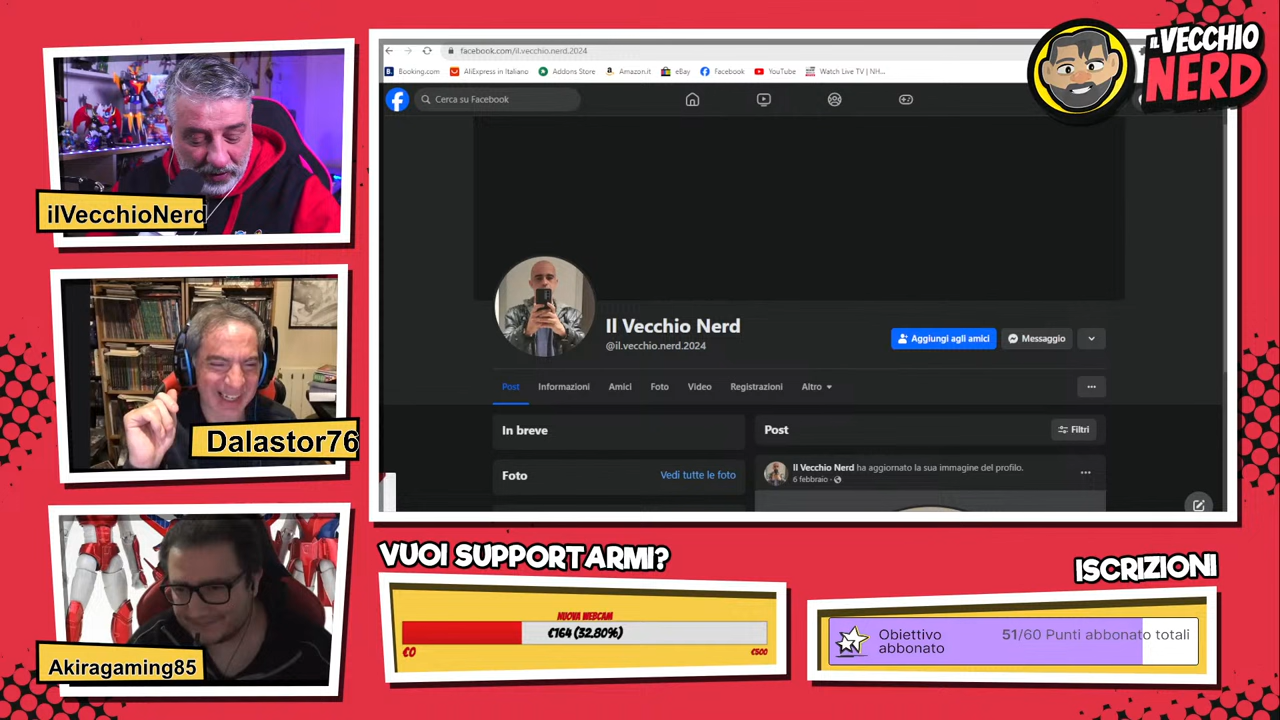 ilVecchioNerd
Dalastor76
Akiragaming85
facebook.com/il.vecchio.nerd.2024
Booking.com
AliExpress in Italiano
Addons Store
Amazon.it
eBay
Facebook
YouTube
Watch Live TV | NH...
IL VECCHIO
NERD
Cerca su Facebook
Il Vecchio Nerd
@il.vecchio.nerd.2024
Aggiungi agli amici
Messaggio
Post
Informazioni
Amici
Foto
Video
Registrazioni
Altro
In breve
Foto
Vedi tutte le foto
Post
Filtri
Il Vecchio Nerd ha aggiornato la sua immagine del profilo.
6 febbraio
VUOI SUPPORTARMI?
NUOVA WEBCAM
€164 (32.80%)
€0
€500
ISCRIZIONI
Obiettivo
abbonato
51/60 Punti abbonato totali